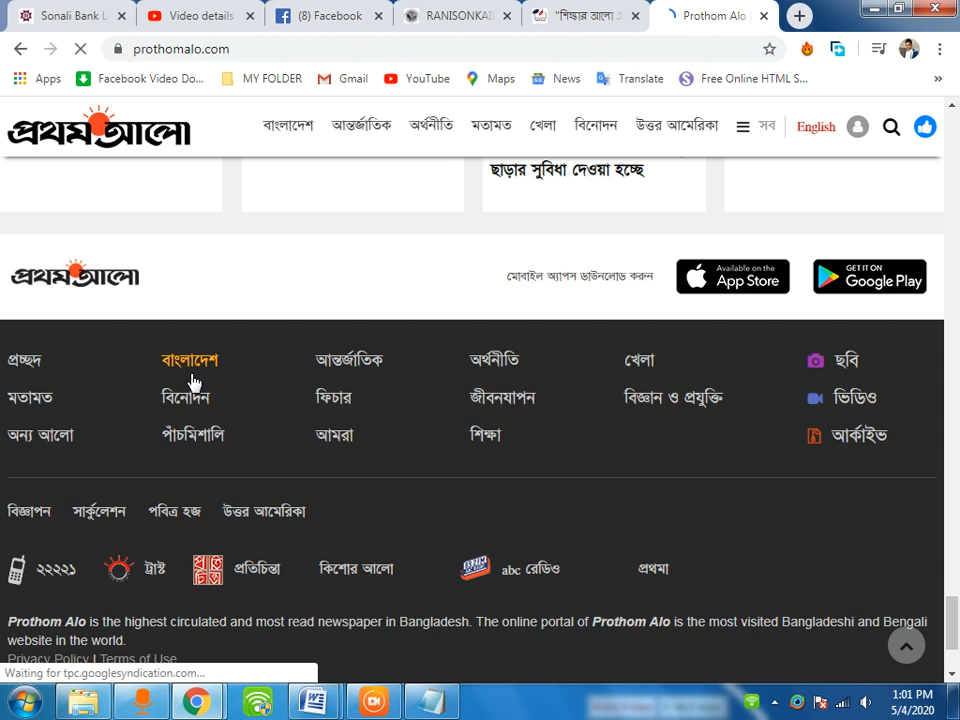 Sonali Bank Li
Video details
(8) Facebook
RANISONKAI
"শিক্ষার আলো
Prothom Alo
prothomalo.com
Apps
Facebook Video Do...
MY FOLDER
Gmail
YouTube
Maps
News
Translate
Free Online HTML S...
»
প্রথম আলো
বাংলাদেশ
আন্তর্জাতিক
অর্থনীতি
মতামত
খেলা
বিনোদন
উত্তর আমেরিকা
সব
English
ছাড়ার সুবিধা দেওয়া হচ্ছে
প্রথম আলো
মোবাইল অ্যাপস ডাউনলোড করুন
Available on the
App Store
GET IT ON
Google Play
প্রচ্ছদ
বাংলাদেশ
আন্তর্জাতিক
অর্থনীতি
খেলা
ছবি
মতামত
বিনোদন
ফিচার
জীবনযাপন
বিজ্ঞান ও প্রযুক্তি
ভিডিও
অন্য আলো
পাঁচমিশালি
আমরা
শিক্ষা
আর্কাইভ
বিজ্ঞাপন
সার্কুলেশন
পবিত্র হজ
উত্তর আমেরিকা
২২২২১
ট্রাস্ট
প্রতিচিন্তা
কিশোর আলো
abc রেডিও
প্রথমা
Prothom Alo is the highest circulated and most read newspaper in Bangladesh. The online portal of Prothom Alo is the most visited Bangladeshi and Bengali
website in the world.
Privacy Policy | Terms of Use
Waiting for tpc.googlesyndication.com...
1:01 PM
5/4/2020